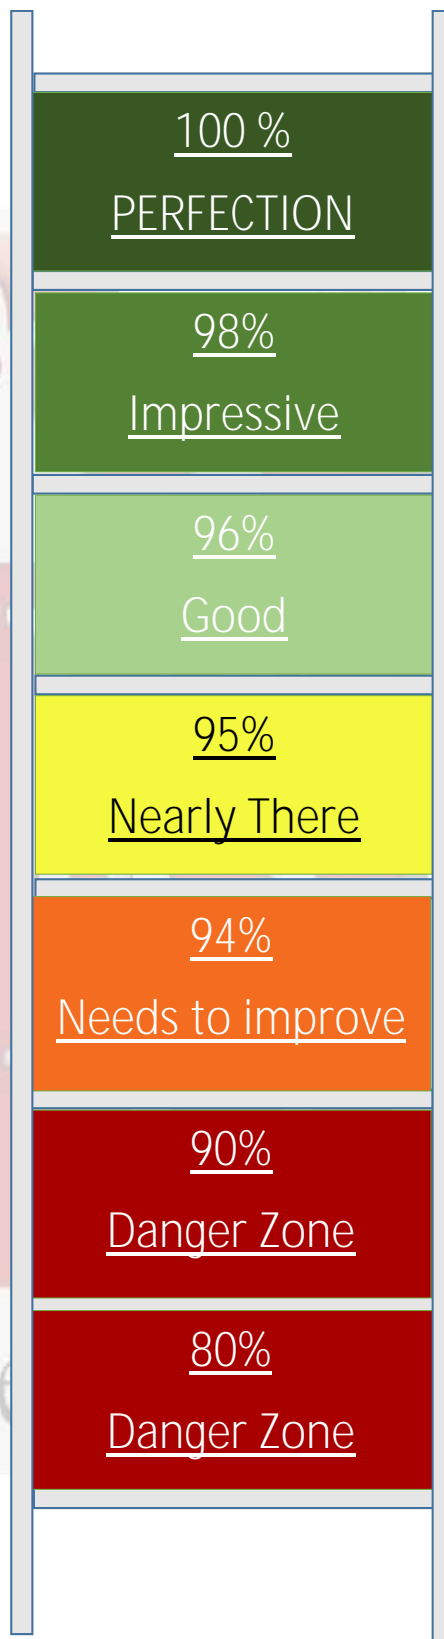 100 %
PERFECTION
98%
Impressive
96%
Good
95%
Nearly There
94%
Needs to improve
90%
Danger Zone
80%
Danger Zone